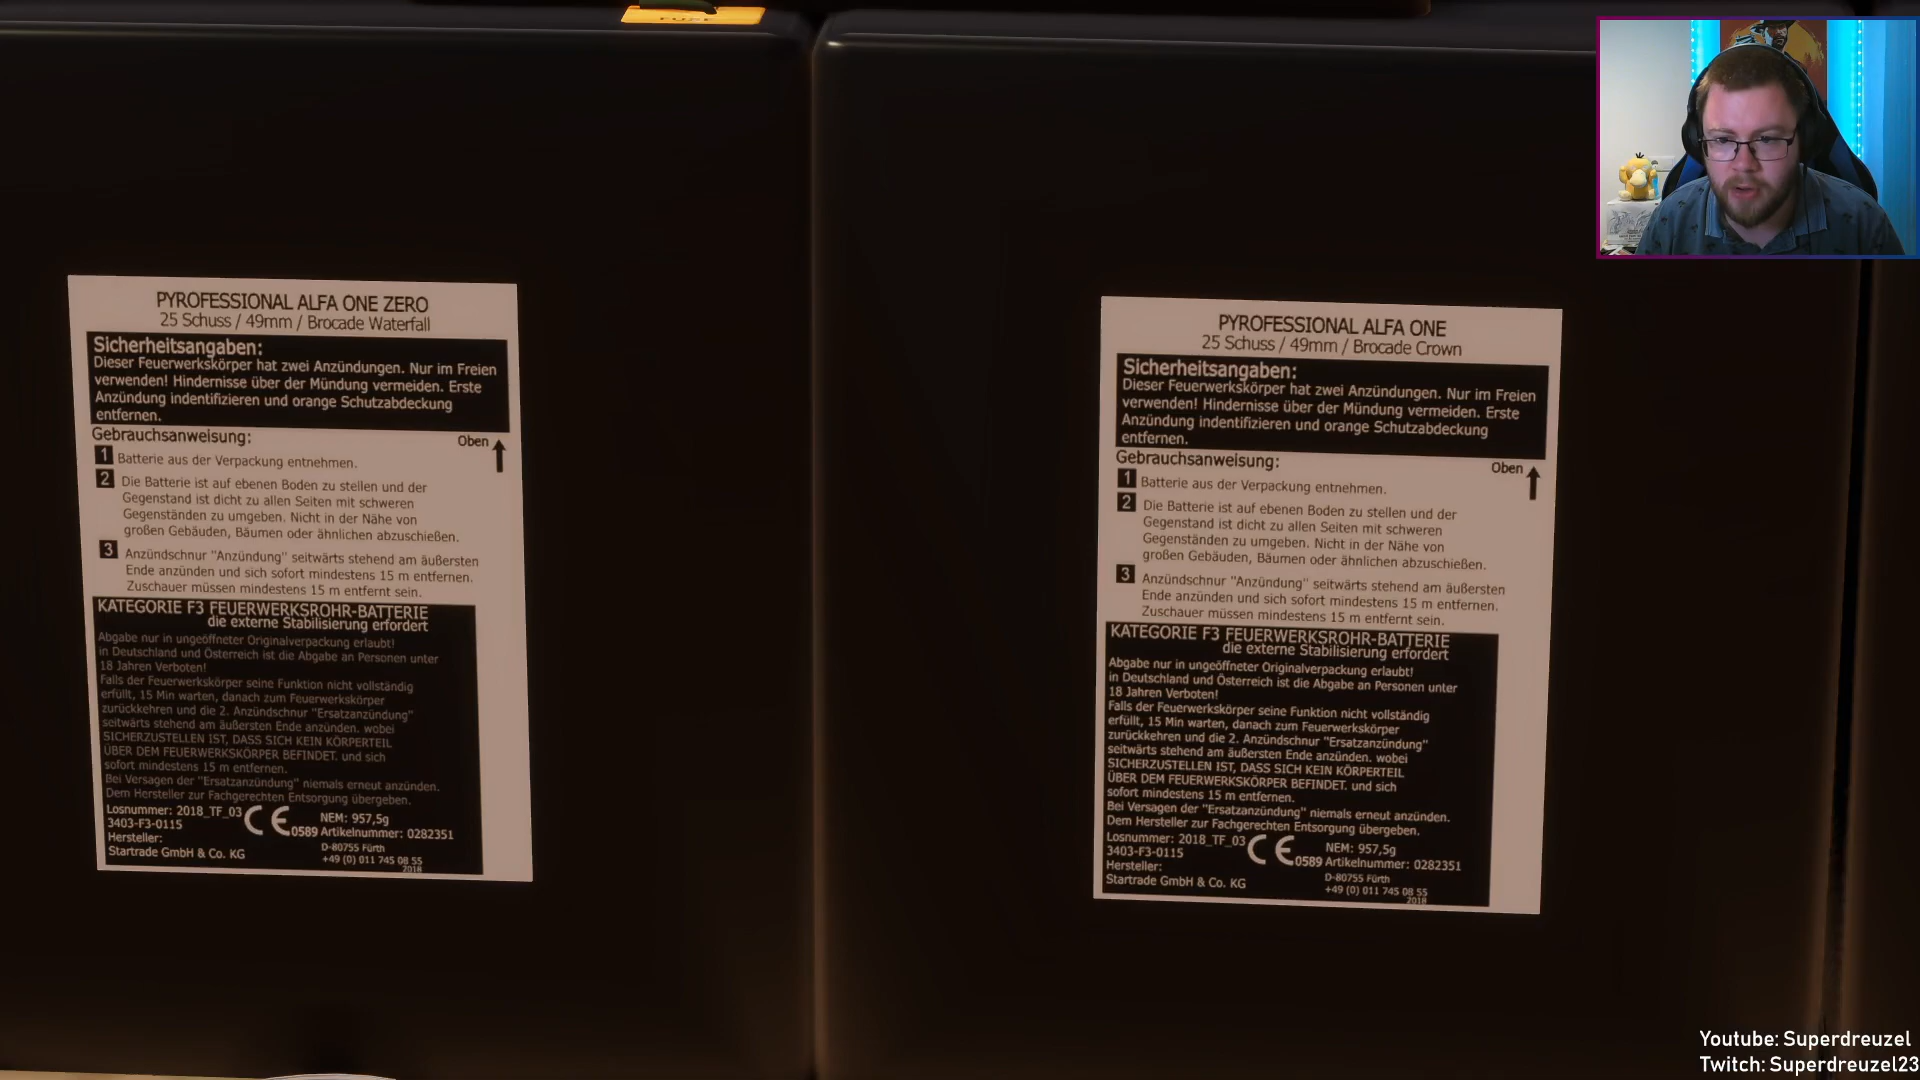 FUSE
PYROFESSIONAL ALFA ONE ZERO
25 Schuss / 49mm / Brocade Waterfall
Sicherheitsangaben:
Dieser Feuerwerkskörper hat zwei Anzündungen. Nur im Freien
verwenden! Hindernisse über der Mündung vermeiden. Erste
Anzündung indentifizieren und orange Schutzabdeckung
entfernen.
Gebrauchsanweisung:
Oben
1 Batterie aus der Verpackung entnehmen.
2 Die Batterie ist auf ebenen Boden zu stellen und der
Gegenstand ist dicht zu allen Seiten mit schweren
Gegenständen zu umgeben. Nicht in der Nähe von
großen Gebäuden, Bäumen oder ähnlichen abzuschießen.
3 Anzündschnur "Anzündung" seitwärts stehend am äußersten
Ende anzünden und sich sofort mindestens 15 m entfernen.
Zuschauer müssen mindestens 15 m entfernt sein.
KATEGORIE F3 FEUERWERKSROHR-BATTERIE
die externe Stabilisierung erfordert
Abgabe nur in ungeöffneter Originalverpackung erlaubt!
in Deutschland und Österreich ist die Abgabe an Personen unter
18 Jahren Verboten!
Falls der Feuerwerkskörper seine Funktion nicht vollständig
erfüllt, 15 Min warten, danach zum Feuerwerkskörper
zurückkehren und die 2. Anzündschnur "Ersatzanzündung"
seitwärts stehend am äußersten Ende anzünden. wobei
SICHERZUSTELLEN IST, DASS SICH KEIN KÖRPERTEIL
ÜBER DEM FEUERWERKSKÖRPER BEFINDET. und sich
sofort mindestens 15 m entfernen.
Bei Versagen der "Ersatzanzündung" niemals erneut anzünden.
Dem Hersteller zur Fachgerechten Entsorgung übergeben.
Losnummer: 2018_TF_03
3403-F3-0115
Hersteller:
Startrade GmbH & Co. KG
CE 0589
NEM: 957,5g
Artikelnummer: 0282351
D-80755 Fürth
+49 (0) 011 745 08 55
2018
PYROFESSIONAL ALFA ONE
25 Schuss / 49mm / Brocade Crown
Sicherheitsangaben:
Dieser Feuerwerkskörper hat zwei Anzündungen. Nur im Freien
verwenden! Hindernisse über der Mündung vermeiden. Erste
Anzündung indentifizieren und orange Schutzabdeckung
entfernen.
Gebrauchsanweisung:
Oben
1 Batterie aus der Verpackung entnehmen.
2 Die Batterie ist auf ebenen Boden zu stellen und der
Gegenstand ist dicht zu allen Seiten mit schweren
Gegenständen zu umgeben. Nicht in der Nähe von
großen Gebäuden, Bäumen oder ähnlichen abzuschießen.
3 Anzündschnur "Anzündung" seitwärts stehend am äußersten
Ende anzünden und sich sofort mindestens 15 m entfernen.
Zuschauer müssen mindestens 15 m entfernt sein.
KATEGORIE F3 FEUERWERKSROHR-BATTERIE
die externe Stabilisierung erfordert
Abgabe nur in ungeöffneter Originalverpackung erlaubt!
in Deutschland und Österreich ist die Abgabe an Personen unter
18 Jahren Verboten!
Falls der Feuerwerkskörper seine Funktion nicht vollständig
erfüllt, 15 Min warten, danach zum Feuerwerkskörper
zurückkehren und die 2. Anzündschnur "Ersatzanzündung"
seitwärts stehend am äußersten Ende anzünden. wobei
SICHERZUSTELLEN IST, DASS SICH KEIN KÖRPERTEIL
ÜBER DEM FEUERWERKSKÖRPER BEFINDET. und sich
sofort mindestens 15 m entfernen.
Bei Versagen der "Ersatzanzündung" niemals erneut anzünden.
Dem Hersteller zur Fachgerechten Entsorgung übergeben.
Losnummer: 2018_TF_03
3403-F3-0115
Hersteller:
Startrade GmbH & Co. KG
CE 0589
NEM: 957,5g
Artikelnummer: 0282351
D-80755 Fürth
+49 (0) 011 745 08 55
2018
Youtube: Superdreuzel
Twitch: Superdreuzel23